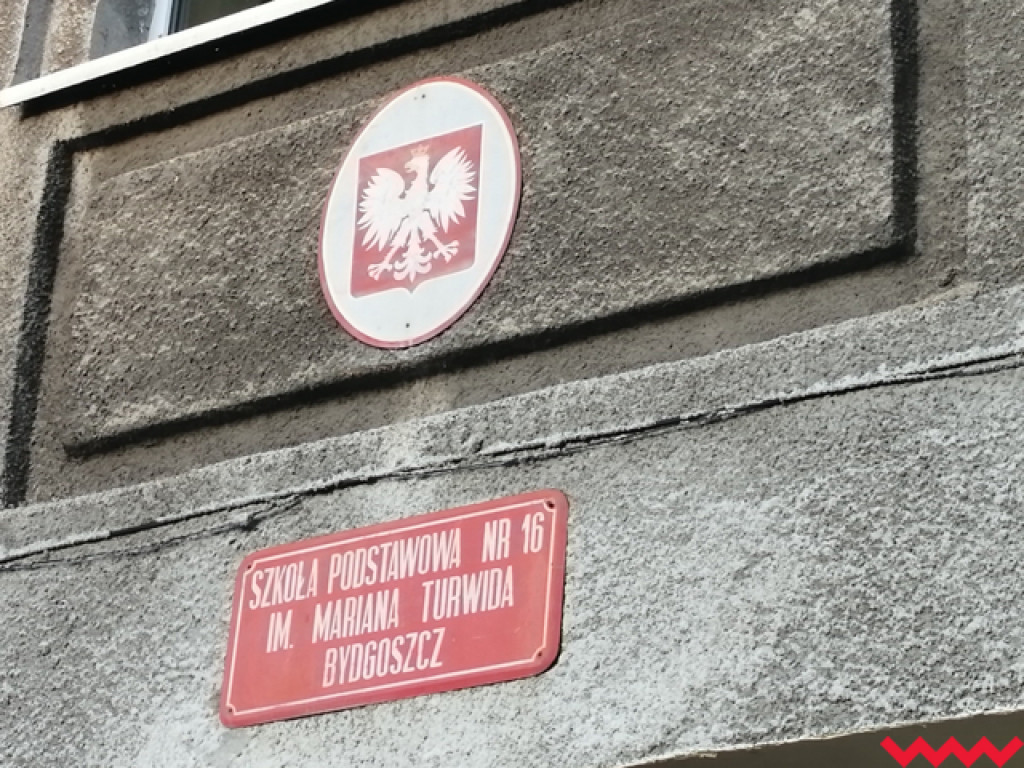 SZKOŁA PODSTAWOWA NR 16
IM. MARIANA TURWIDA
BYDGOSZCZ